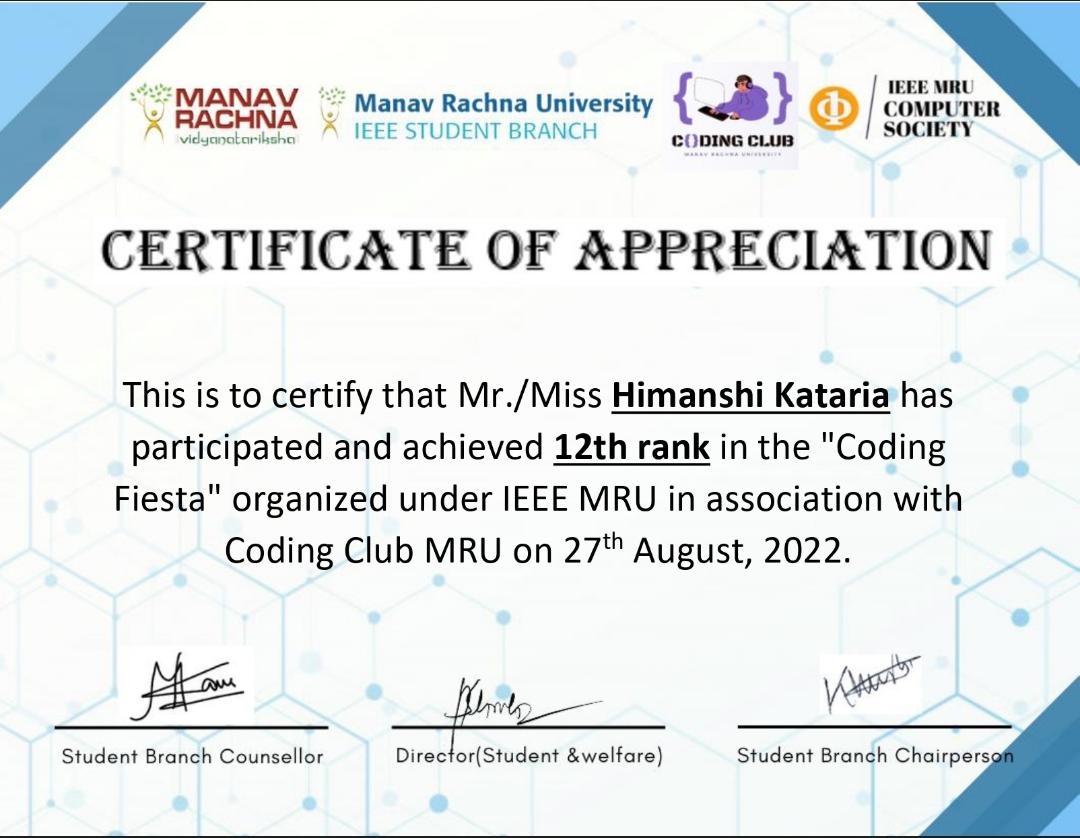 MANAV
RACHNA
vidyanatariksha
Manav Rachna University
IEEE STUDENT BRANCH
C{}DING CLUB
MANAV RACHNA UNIVERSITY
IEEE MRU
COMPUTER
SOCIETY
CERTIFICATE OF APPRECIATION
This is to certify that Mr./Miss Himanshi Kataria has
participated and achieved 12th rank in the "Coding
Fiesta" organized under IEEE MRU in association with
Coding Club MRU on 27th August, 2022.
Student Branch Counsellor
Director(Student &welfare)
Student Branch Chairperson